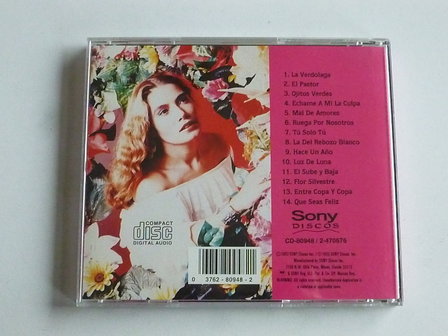 1. La Verdolaga
2. El Pastor
3. Ojitos Verdes
4. Echame A Mi La Culpa
5. Mal De Amores
6. Ruega Por Nosotros
7. Tú Solo Tú
8. La Del Rebozo Blanco
9. Hace Un Año
10. Luz De Luna
11. El Sube y Baja
12. Flor Silvestre
13. Entre Copa Y Copa
14. Que Seas Feliz
Sony
DISCOS
CD-80948 / 2-470676
COMPACT
disc
DIGITAL AUDIO
0 3762-80948-2